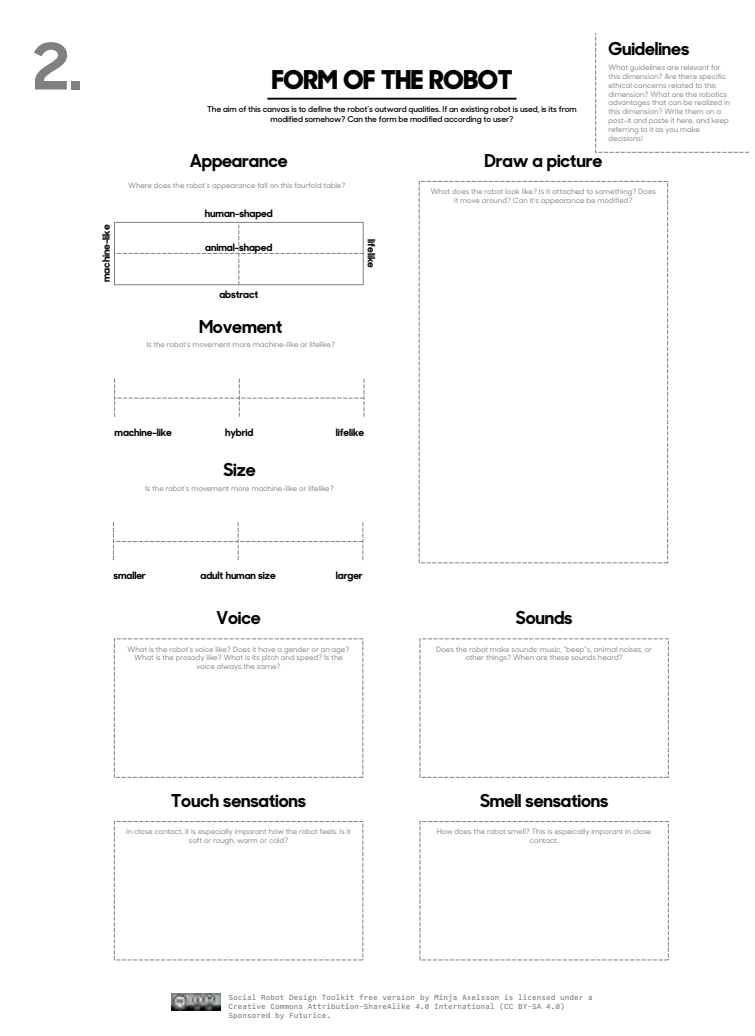 2.
FORM OF THE ROBOT
The aim of this canvas is to define the robot's outward qualities. If an existing robot is used, is its from
modified somehow? Can the form be modified according to user?
Guidelines
What guidelines are relevant for
this dimension? Are there specific
ethical concerns related to this
dimension? What are the robotics
advantages that can be realized in
this dimension? Write them on a
post-it and paste it here, and keep
referring to it as you make
decisions!
Appearance
Where does the robot's appearance fall on this fourfold table?
human-shaped
machine-like
animal-shaped
lifelike
abstract
Movement
Is the robot's movement more machine-like or lifelike?
machine-like hybrid lifelike
Size
Is the robot's movement more machine-like or lifelike?
smaller adult human size larger
Draw a picture
What does the robot look like? Is it attached to something? Does
it move around? Can it's appearance be modified?
Voice
What is the robot's voice like? Does it have a gender or an age?
What is the prosody like? What is its pitch and speed? Is the
voice always the same?
Sounds
Does the robot make sounds: music, "beep"s, animal noises, or
other things? When are these sounds heard?
Touch sensations
In close contact, it is especially imporant how the robot feels. Is it
soft or rough, warm or cold?
Smell sensations
How does the robot smell? This is espeically imporant in close
contact.
Social Robot Design Toolkit free version by Minja Axelsson is licensed under a
Creative Commons Attribution-ShareAlike 4.0 International (CC BY-SA 4.0)
Sponsored by Futurice.